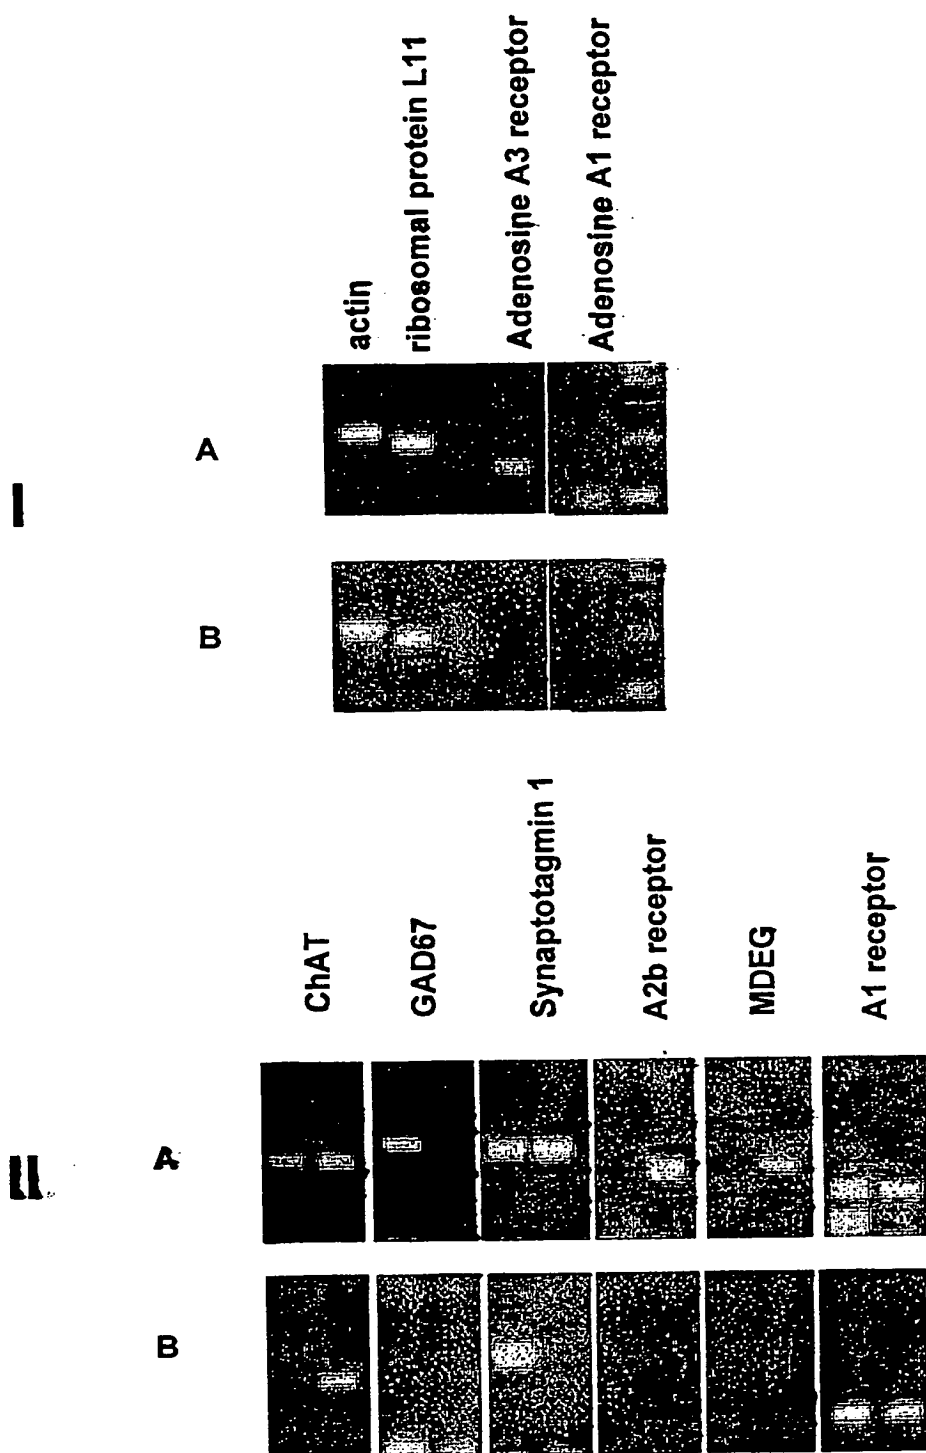 actin
ribosomal protein L11
Adenosine A3 receptor
Adenosine A1 receptor
I
A
B
ChAT
GAD67
Synaptotagmin 1
A2b receptor
MDEG
A1 receptor
II
A
B